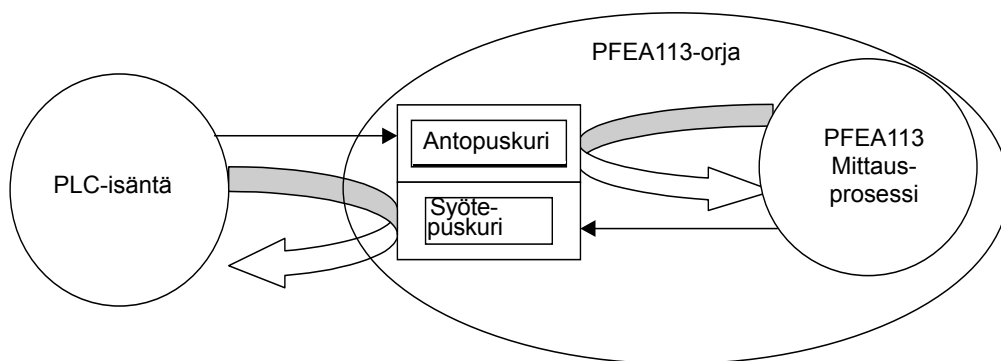 PFEA113-orja
PLC-isäntä
Antopuskuri
Syöte-
puskuri
PFEA113
Mittaus-
prosessi